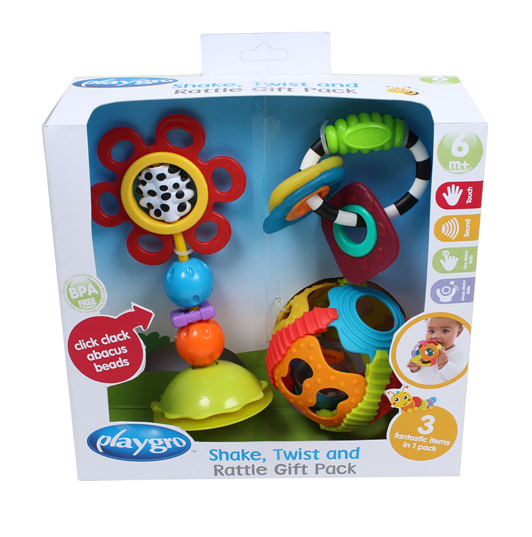 playgro
Shake, Twist and
Rattle Gift Pack
6
m+
Touch
Sound
BPA
FREE
click clack
abacus
beads
3
fantastic items
in 1 pack
playgro™
Shake, Twist and
Rattle Gift Pack